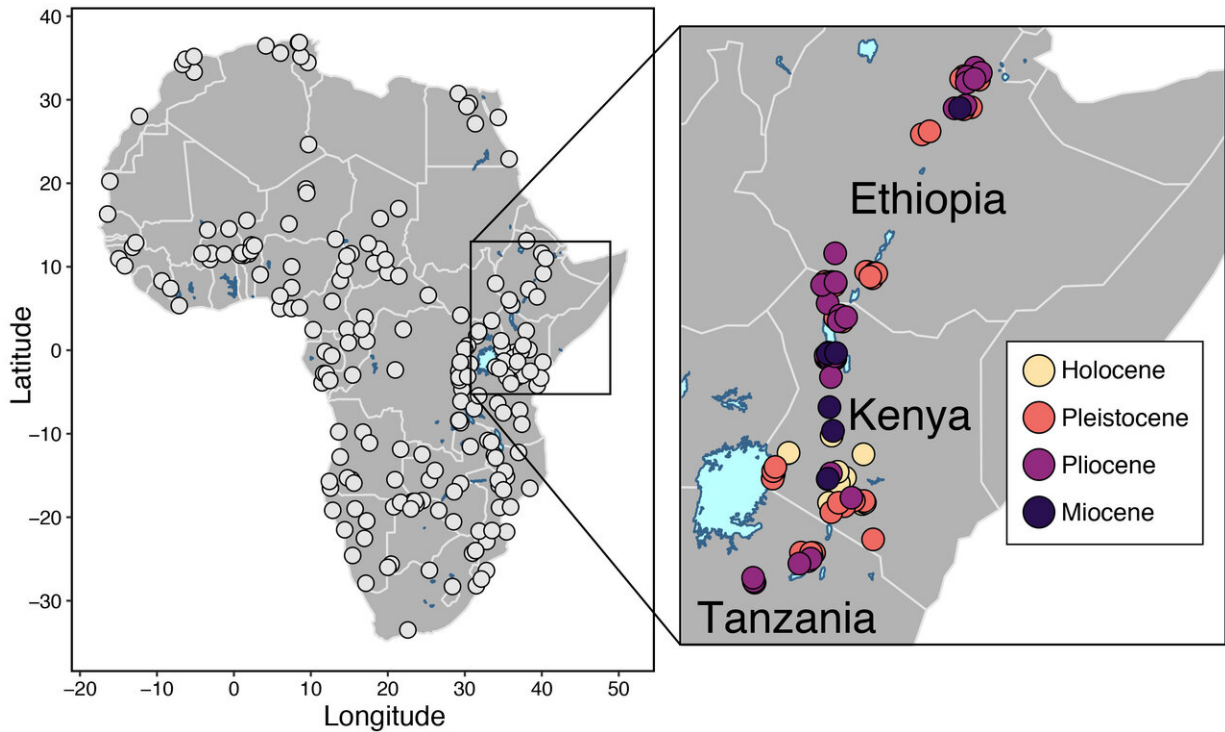 40
30
20
10
0
−10
−20
−30
Latitude
−20
−10
0
10
20
30
40
50
Longitude
Ethiopia
Kenya
Tanzania
Holocene
Pleistocene
Pliocene
Miocene